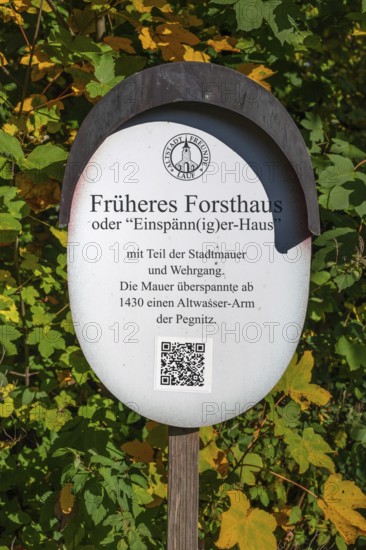 ALTSTADT FREUNDE
LAUF
Früheres Forsthaus
oder "Einspänn(ig)er-Haus"
mit Teil der Stadtmauer
und Wehrgang.
Die Mauer überspannte ab
1430 einen Altwasser-Arm
der Pegnitz.